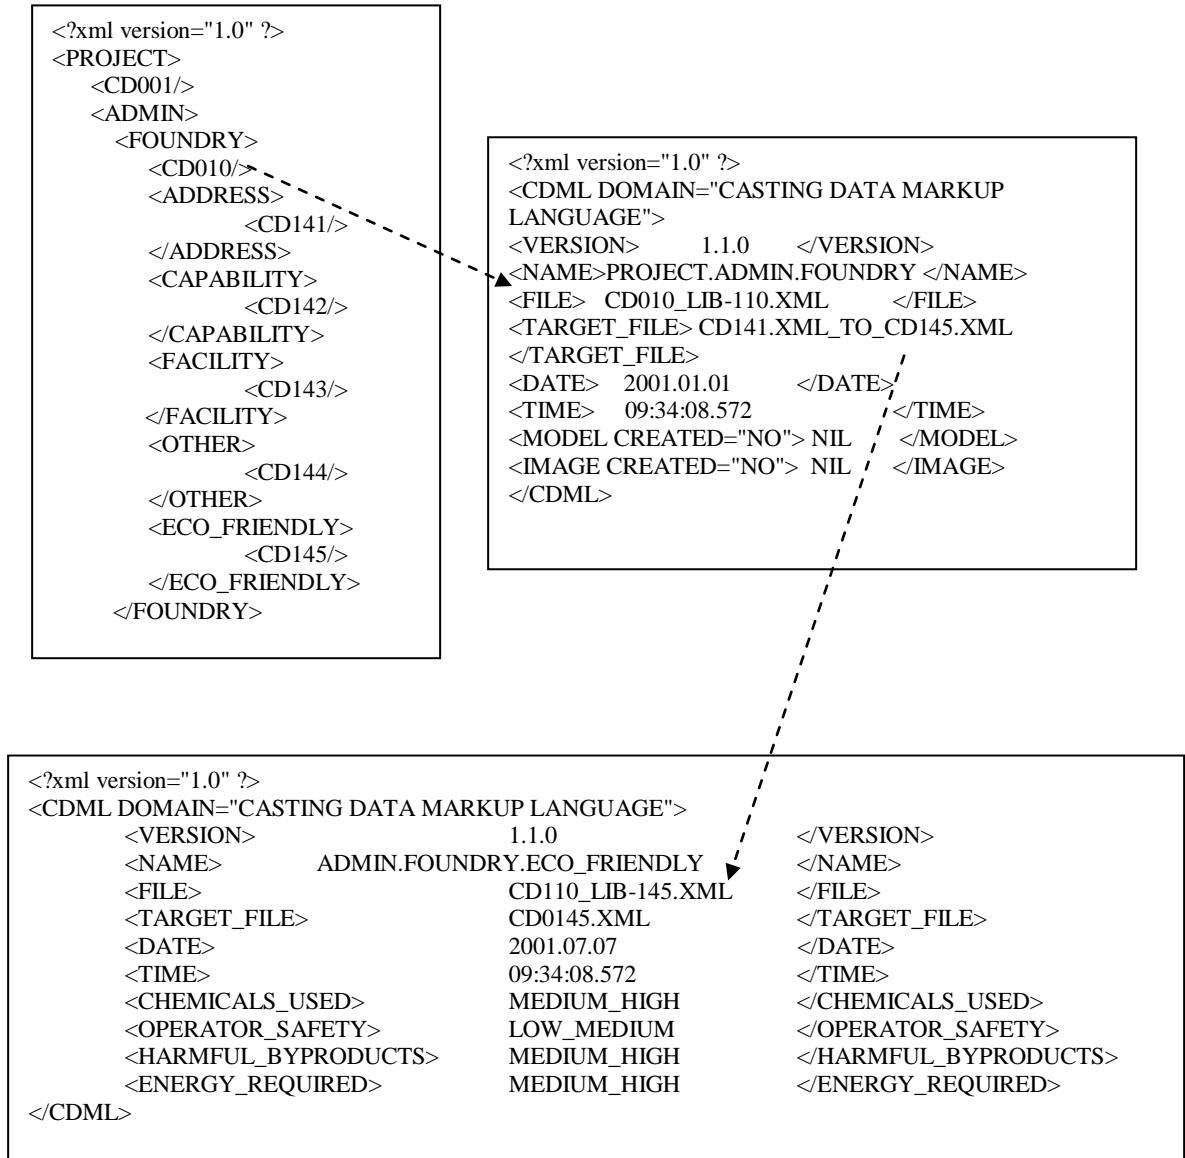 <?xml version="1.0" ?>
<PROJECT>
<CD001/>
<ADMIN>
<FOUNDRY>
<CD010/>
<ADDRESS>
<CD141/>
</ADDRESS>
<CAPABILITY>
<CD142/>
</CAPABILITY>
<FACILITY>
<CD143/>
</FACILITY>
<OTHER>
<CD144/>
</OTHER>
<ECO_FRIENDLY>
<CD145/>
</ECO_FRIENDLY>
</FOUNDRY>
<?xml version="1.0" ?>
<CDML DOMAIN="CASTING DATA MARKUP
LANGUAGE">
<VERSION> 1.1.0 </VERSION>
<NAME>PROJECT.ADMIN.FOUNDRY </NAME>
<FILE> CD010_LIB-110.XML </FILE>
<TARGET_FILE> CD141.XML_TO_CD145.XML
</TARGET_FILE>
<DATE> 2001.01.01 </DATE>
<TIME> 09:34:08.572 </TIME>
<MODEL CREATED="NO"> NIL </MODEL>
<IMAGE CREATED="NO"> NIL </IMAGE>
</CDML>
<?xml version="1.0" ?>
<CDML DOMAIN="CASTING DATA MARKUP LANGUAGE">
<VERSION> 1.1.0 </VERSION>
<NAME> ADMIN.FOUNDRY.ECO_FRIENDLY </NAME>
<FILE> CD110_LIB-145.XML </FILE>
<TARGET_FILE> CD0145.XML </TARGET_FILE>
<DATE> 2001.07.07 </DATE>
<TIME> 09:34:08.572 </TIME>
<CHEMICALS_USED> MEDIUM_HIGH </CHEMICALS_USED>
<OPERATOR_SAFETY> LOW_MEDIUM </OPERATOR_SAFETY>
<HARMFUL_BYPRODUCTS> MEDIUM_HIGH </HARMFUL_BYPRODUCTS>
<ENERGY_REQUIRED> MEDIUM_HIGH </ENERGY_REQUIRED>
</CDML>